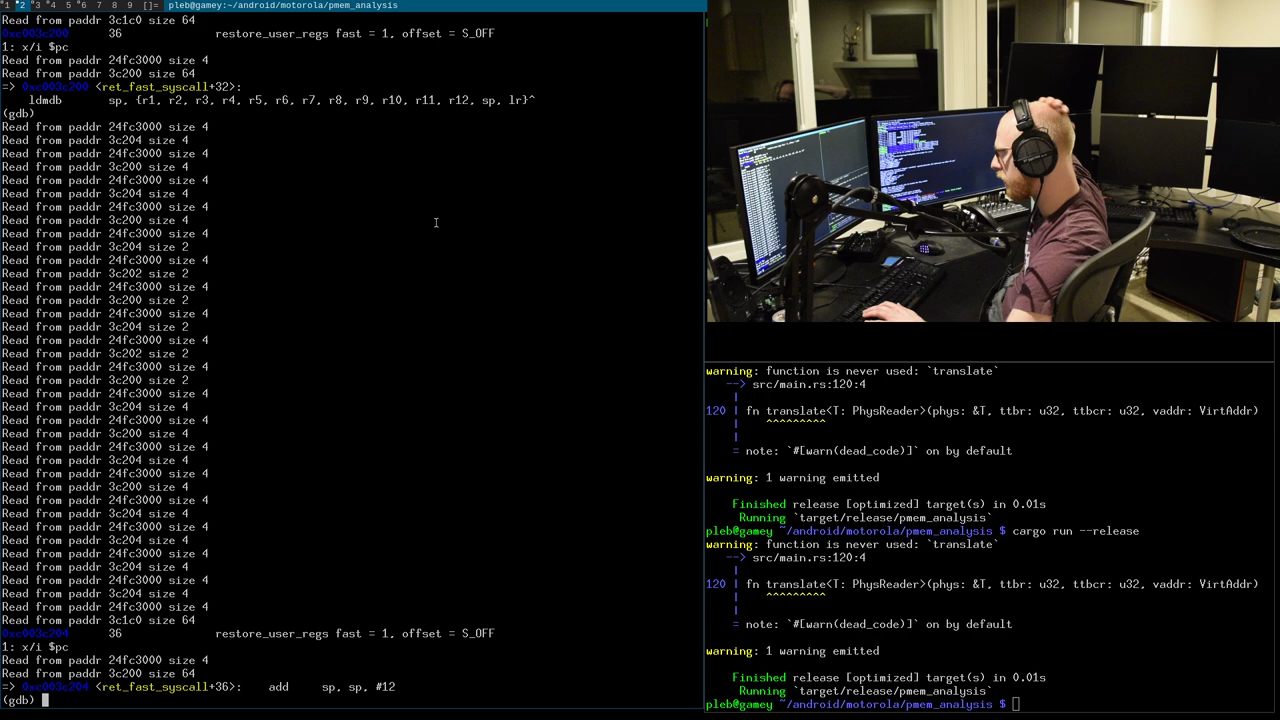 1 2 3 4 5 6 7 8 9 []= pleb@gamey:~/android/motorola/pmem_analysis
Read from paddr 3c1c0 size 64
0xc003c200 36 restore_user_regs fast = 1, offset = S_OFF
1: x/i $pc
Read from paddr 24fc3000 size 4
Read from paddr 3c200 size 64
=> 0xc003c200 <ret_fast_syscall+32>:
ldmdb sp, {r1, r2, r3, r4, r5, r6, r7, r8, r9, r10, r11, r12, sp, lr}^
(gdb)
Read from paddr 24fc3000 size 4
Read from paddr 3c204 size 4
Read from paddr 24fc3000 size 4
Read from paddr 3c200 size 4
Read from paddr 24fc3000 size 4
Read from paddr 3c204 size 4
Read from paddr 24fc3000 size 4
Read from paddr 3c200 size 4
Read from paddr 24fc3000 size 4
Read from paddr 3c204 size 2
Read from paddr 24fc3000 size 4
Read from paddr 3c202 size 2
Read from paddr 24fc3000 size 4
Read from paddr 3c200 size 2
Read from paddr 24fc3000 size 4
Read from paddr 3c204 size 2
Read from paddr 24fc3000 size 4
Read from paddr 3c202 size 2
Read from paddr 24fc3000 size 4
Read from paddr 3c200 size 2
Read from paddr 24fc3000 size 4
Read from paddr 3c204 size 4
Read from paddr 24fc3000 size 4
Read from paddr 3c200 size 4
Read from paddr 24fc3000 size 4
Read from paddr 3c204 size 4
Read from paddr 24fc3000 size 4
Read from paddr 3c200 size 4
Read from paddr 24fc3000 size 4
Read from paddr 3c204 size 4
Read from paddr 24fc3000 size 4
Read from paddr 3c204 size 4
Read from paddr 24fc3000 size 4
Read from paddr 3c204 size 4
Read from paddr 24fc3000 size 4
Read from paddr 3c1c0 size 64
0xc003c204 36 restore_user_regs fast = 1, offset = S_OFF
1: x/i $pc
Read from paddr 24fc3000 size 4
Read from paddr 3c200 size 64
=> 0xc003c204 <ret_fast_syscall+36>: add sp, sp, #12
(gdb)
warning: function is never used: `translate`
--> src/main.rs:120:4
|
120 | fn translate<T: PhysReader>(phys: &T, ttbr: u32, ttbcr: u32, vaddr: VirtAddr)
| ^^^^^^^^^
|
= note: `#[warn(dead_code)]` on by default
warning: 1 warning emitted
Finished release [optimized] target(s) in 0.01s
Running `target/release/pmem_analysis`
pleb@gamey ~/android/motorola/pmem_analysis $ cargo run --release
warning: function is never used: `translate`
--> src/main.rs:120:4
|
120 | fn translate<T: PhysReader>(phys: &T, ttbr: u32, ttbcr: u32, vaddr: VirtAddr)
| ^^^^^^^^^
|
= note: `#[warn(dead_code)]` on by default
warning: 1 warning emitted
Finished release [optimized] target(s) in 0.01s
Running `target/release/pmem_analysis`
pleb@gamey ~/android/motorola/pmem_analysis $